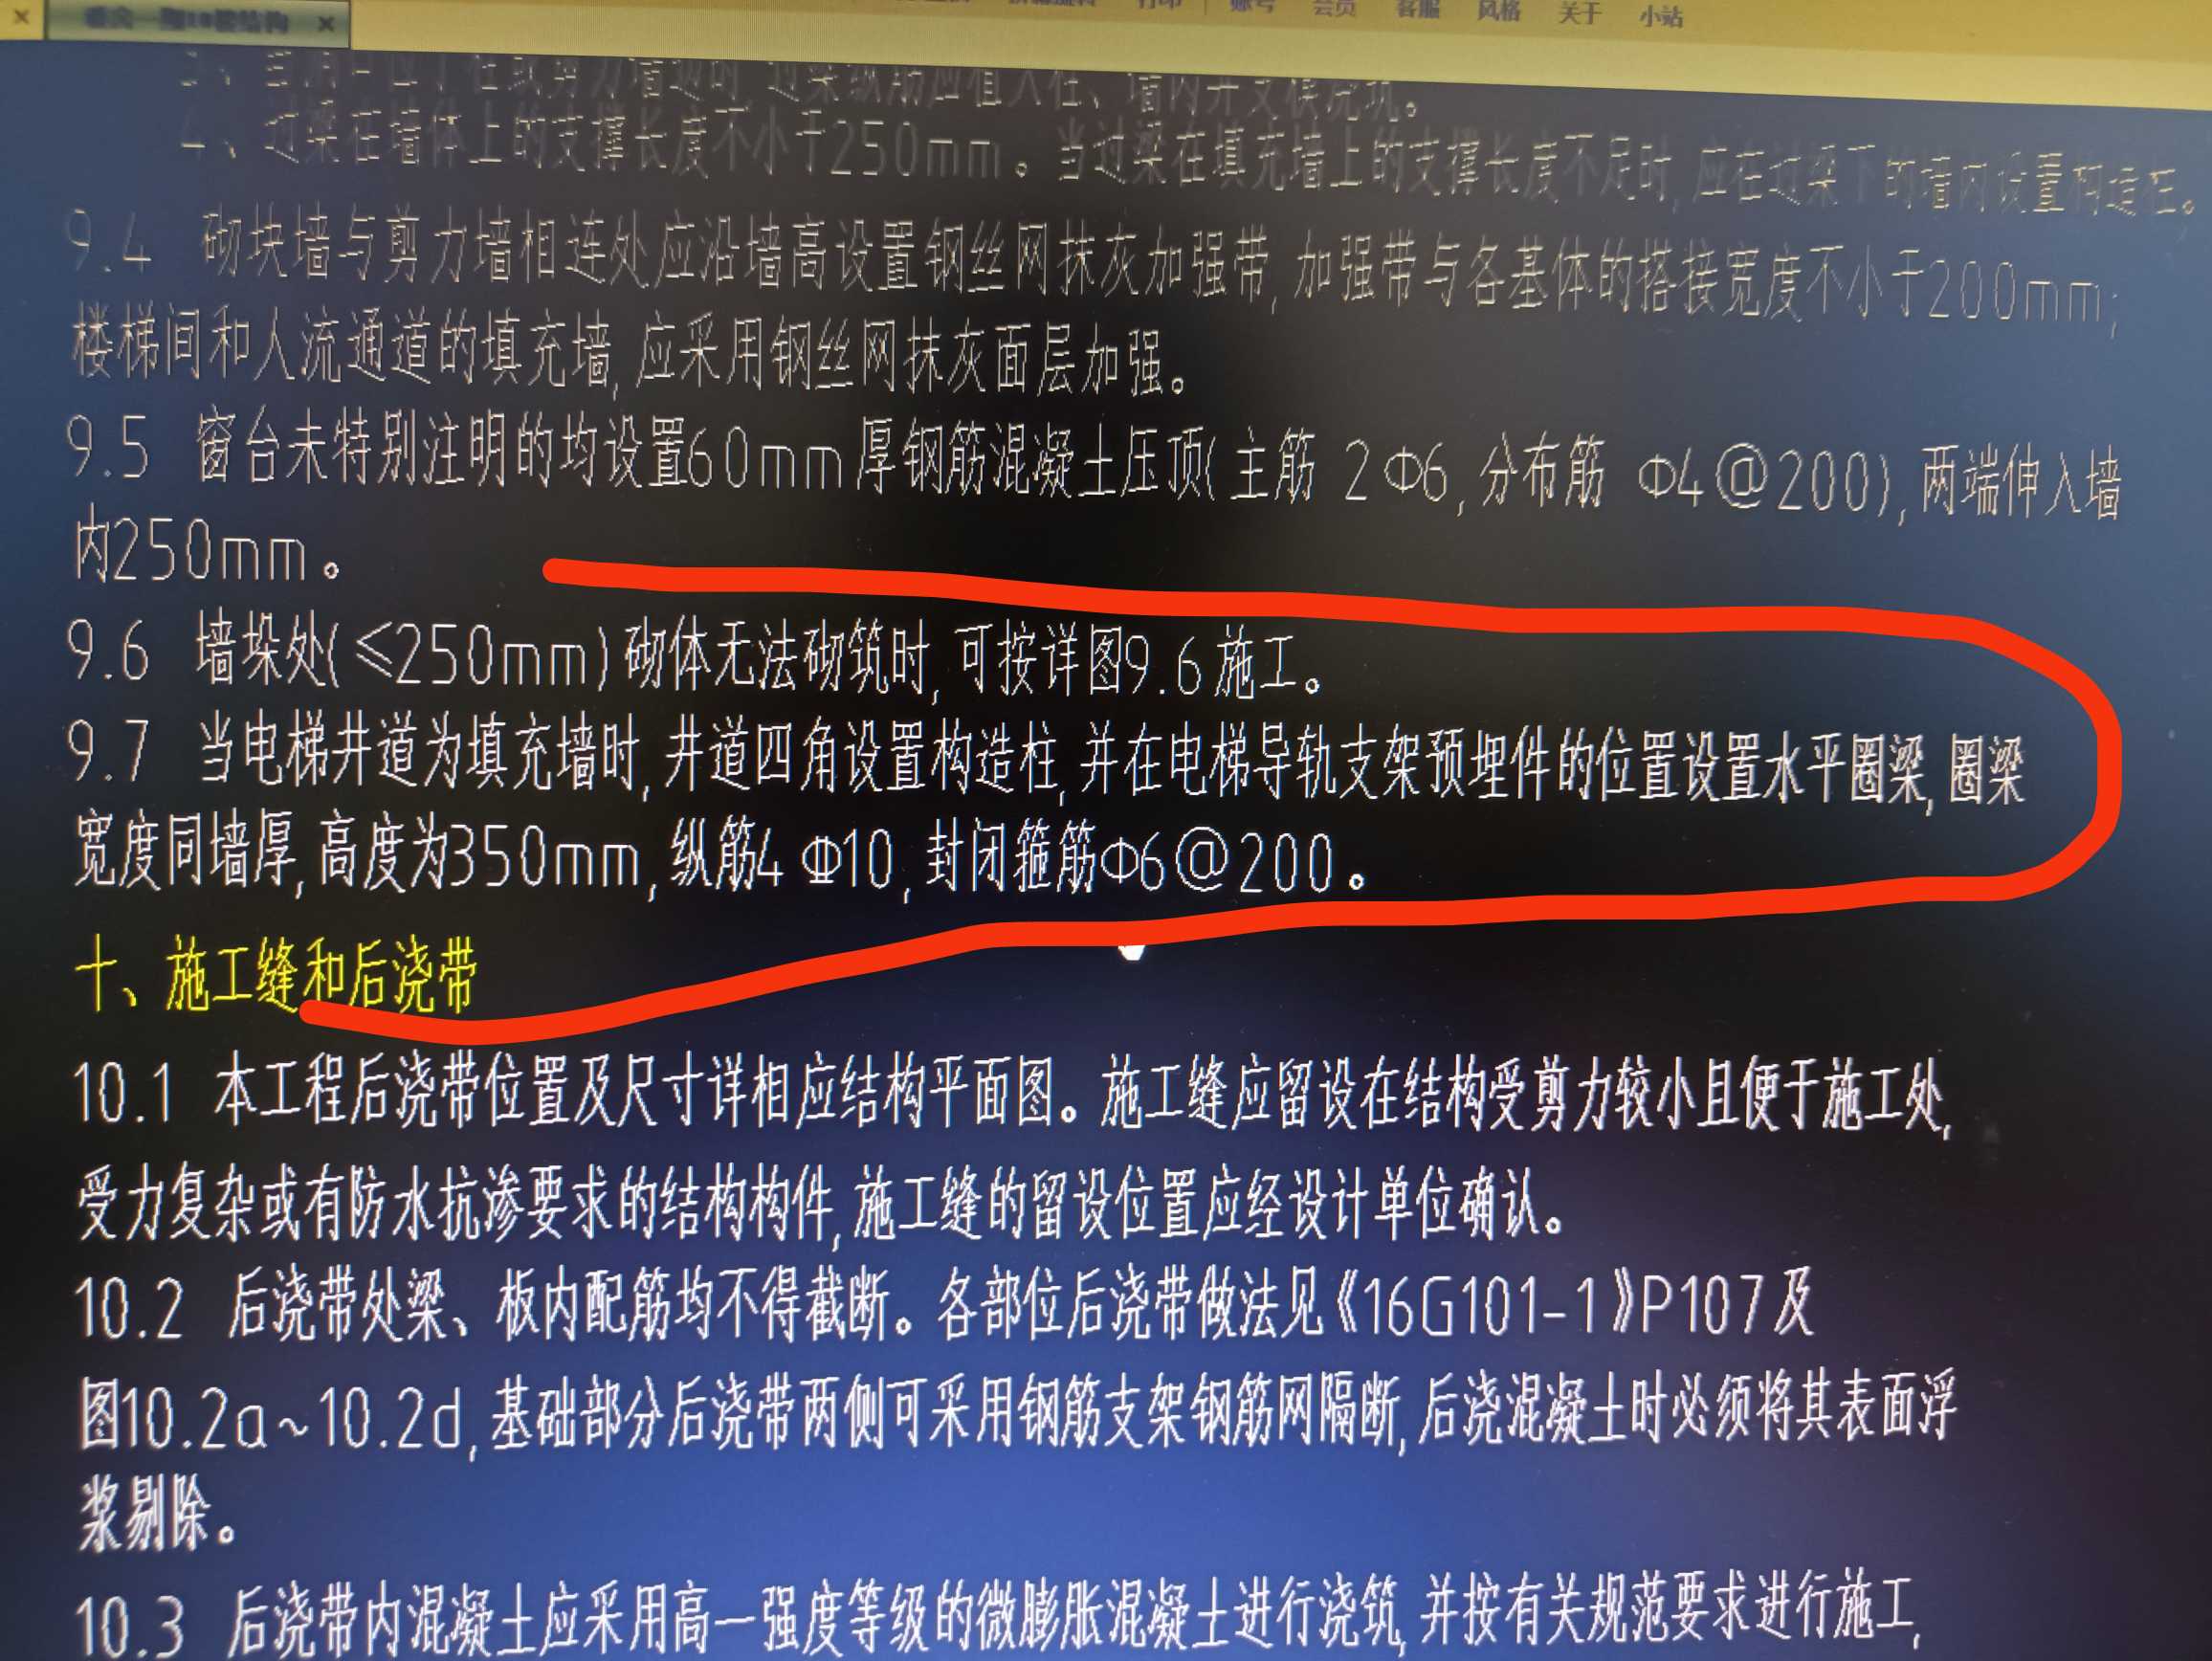 打印 账号 会员 客服 风格 关于 小站
4、过梁在墙体上的支撑长度不小于250mm。当过梁在填充墙上的支撑长度不足时,应在过梁下的墙内设置构造柱。
9.4 砌块墙与剪力墙相连处应沿墙高设置钢丝网抹灰加强带,加强带与各基体的搭接宽度不小于200mm;
楼梯间和人流通道的填充墙,应采用钢丝网抹灰面层加强。
9.5 窗台未特别注明的均设置60mm厚钢筋混凝土压顶(主筋 2Φ6,分布筋 Φ4@200),两端伸入墙
内250mm。
9.6 墙垛处(≤250mm)砌体无法砌筑时,可按详图9.6施工。
9.7 当电梯井道为填充墙时,井道四角设置构造柱,并在电梯导轨支架预埋件的位置设置水平圈梁,圈梁
宽度同墙厚,高度为350mm,纵筋4Φ10,封闭箍筋Φ6@200。
十、施工缝和后浇带
10.1 本工程后浇带位置及尺寸详相应结构平面图。施工缝应留设在结构受剪力较小且便于施工处,
受力复杂或有防水抗渗要求的结构构件,施工缝的留设位置应经设计单位确认。
10.2 后浇带处梁、板内配筋均不得截断。各部位后浇带做法见《16G101-1》P107及
图10.2a~10.2d,基础部分后浇带两侧可采用钢筋支架钢筋网隔断,后浇混凝土时必须将其表面浮
浆剔除。
10.3 后浇带内混凝土应采用高一强度等级的微膨胀混凝土进行浇筑,并按有关规范要求进行施工,